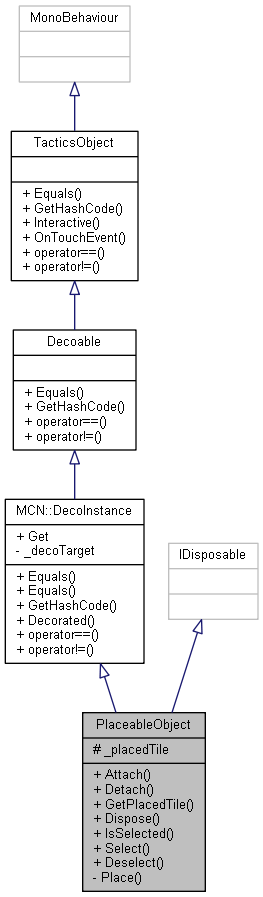 MonoBehaviour
TacticsObject
+ Equals()
+ GetHashCode()
+ Interactive()
+ OnTouchEvent()
+ operator==()
+ operator!=()
Decoable
+ Equals()
+ GetHashCode()
+ operator==()
+ operator!=()
MCN::DecoInstance
+ Get
- _decoTarget
+ Equals()
+ Equals()
+ GetHashCode()
+ Decorated()
+ operator==()
+ operator!=()
IDisposable
PlaceableObject
# _placedTile
+ Attach()
+ Detach()
+ GetPlacedTile()
+ Dispose()
+ IsSelected()
+ Select()
+ Deselect()
- Place()